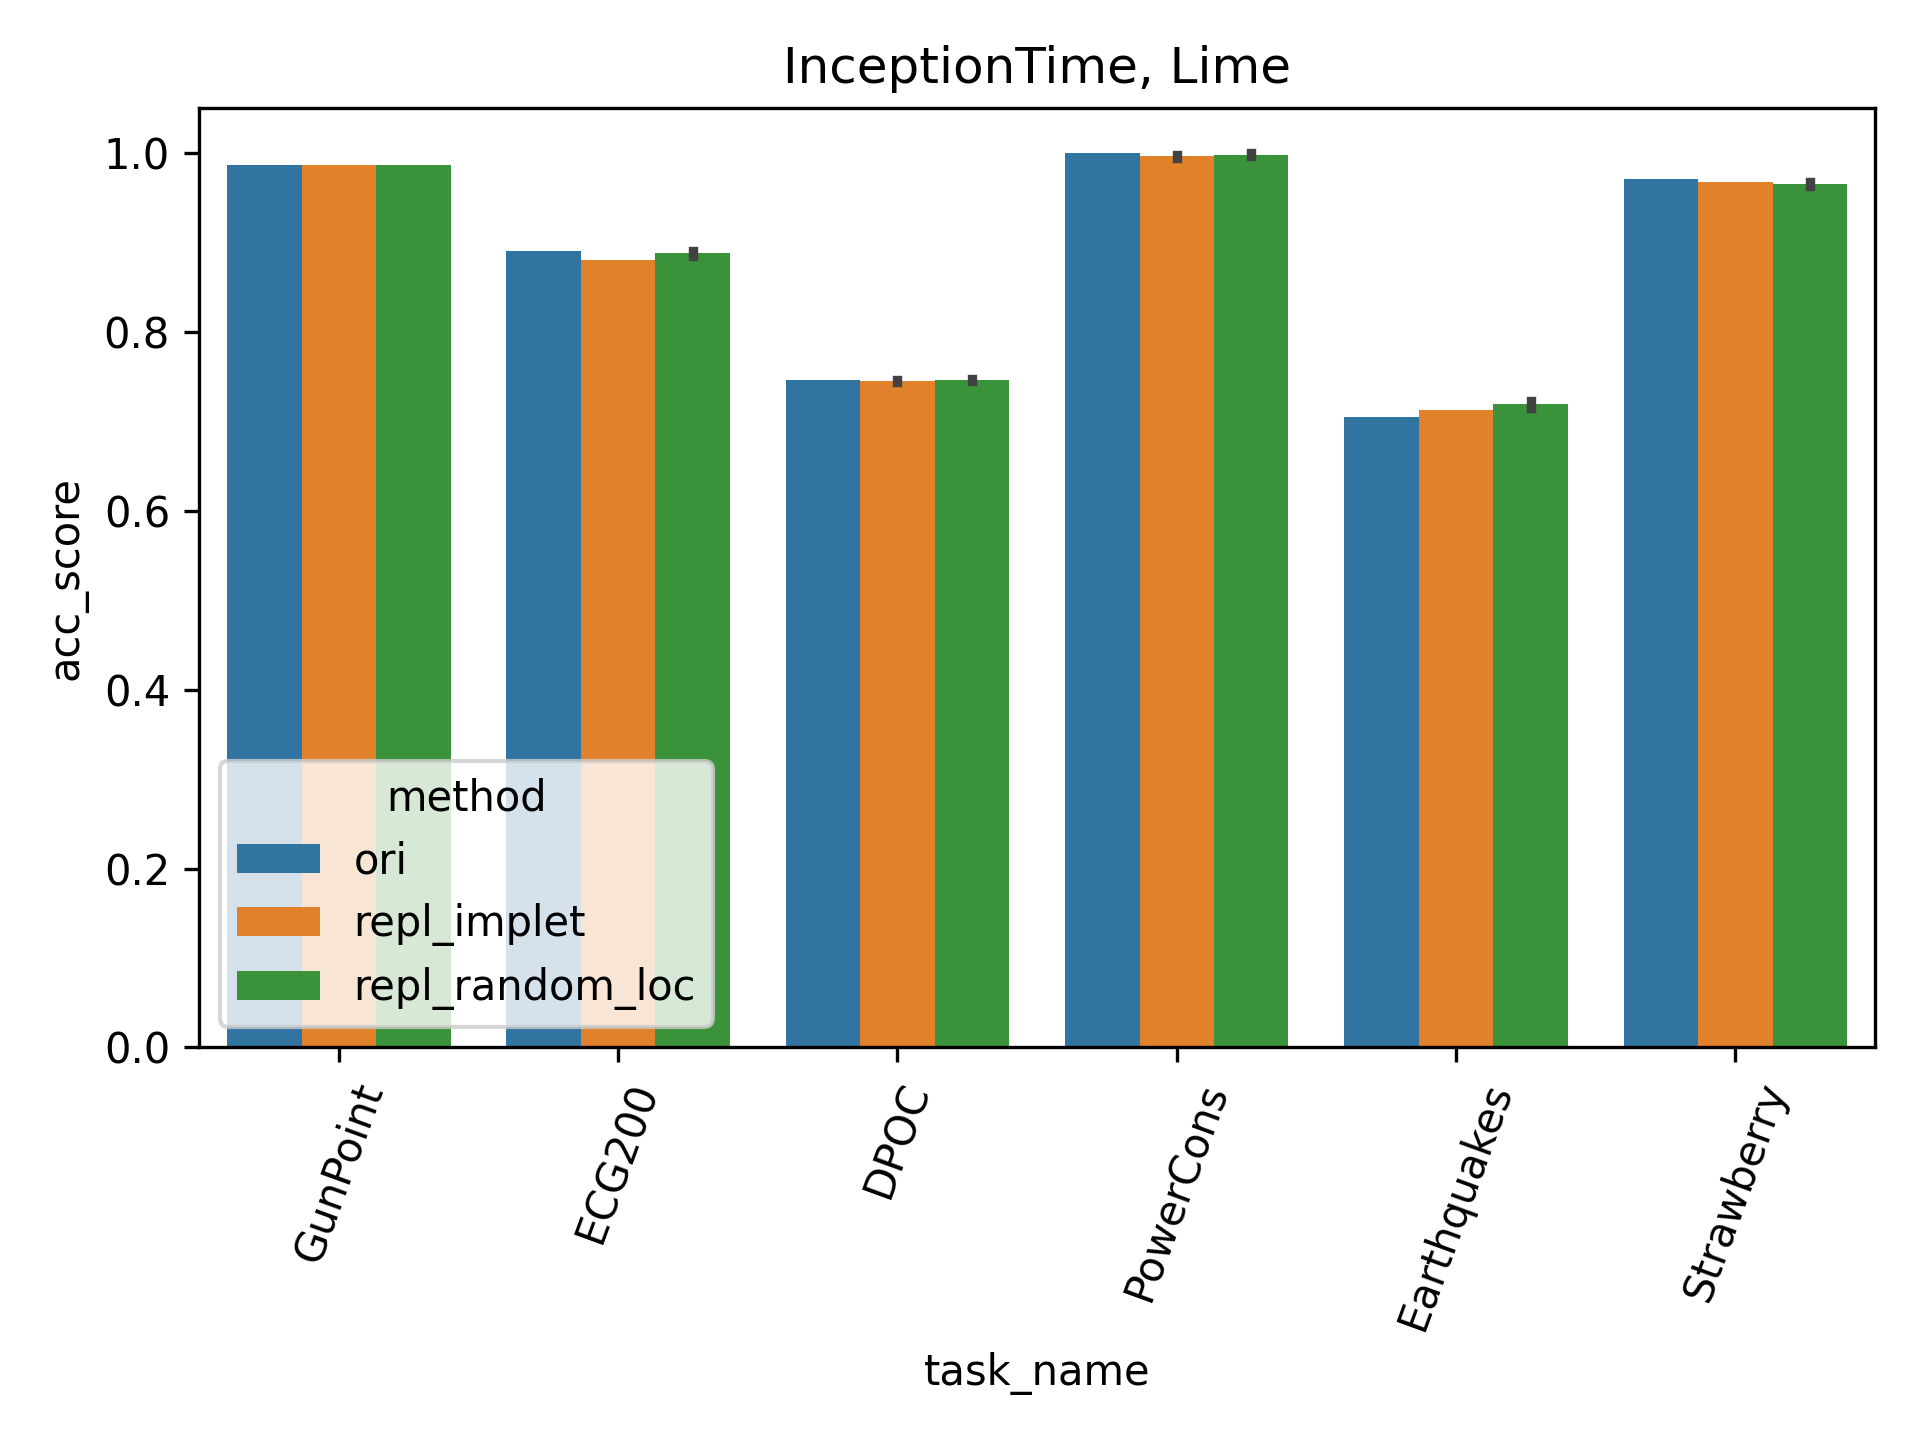 InceptionTime, Lime
acc_score
1.0
0.8
0.6
0.4
0.2
0.0
method
ori
repl_implet
repl_random_loc
GunPoint
ECG200
DPOC
PowerCons
Earthquakes
Strawberry
task_name